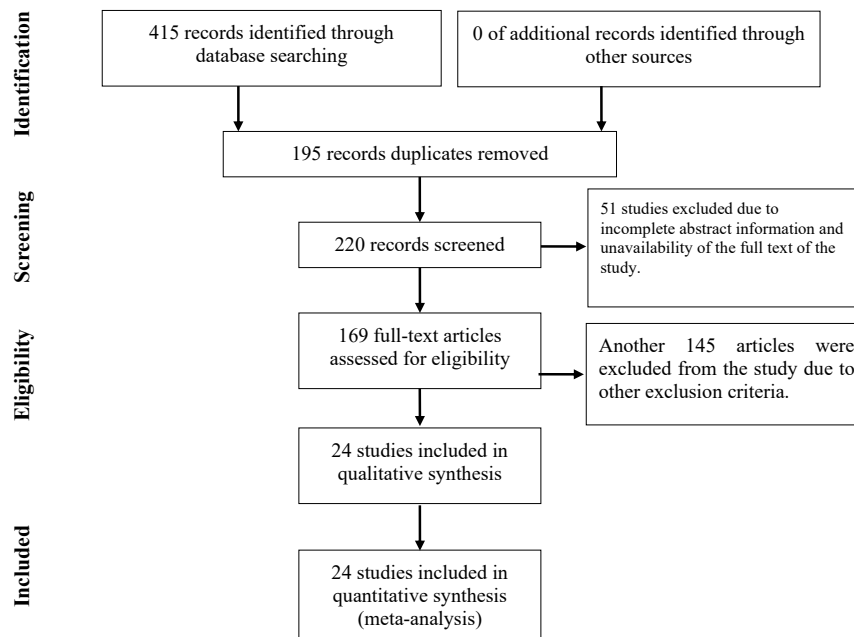 Identification
415 records identified through
database searching
0 of additional records identified through
other sources
195 records duplicates removed
Screening
220 records screened
51 studies excluded due to
incomplete abstract information and
unavailability of the full text of the
study.
Eligibility
169 full-text articles
assessed for eligibility
Another 145 articles were
excluded from the study due to
other exclusion criteria.
24 studies included in
qualitative synthesis
Included
24 studies included in
quantitative synthesis
(meta-analysis)